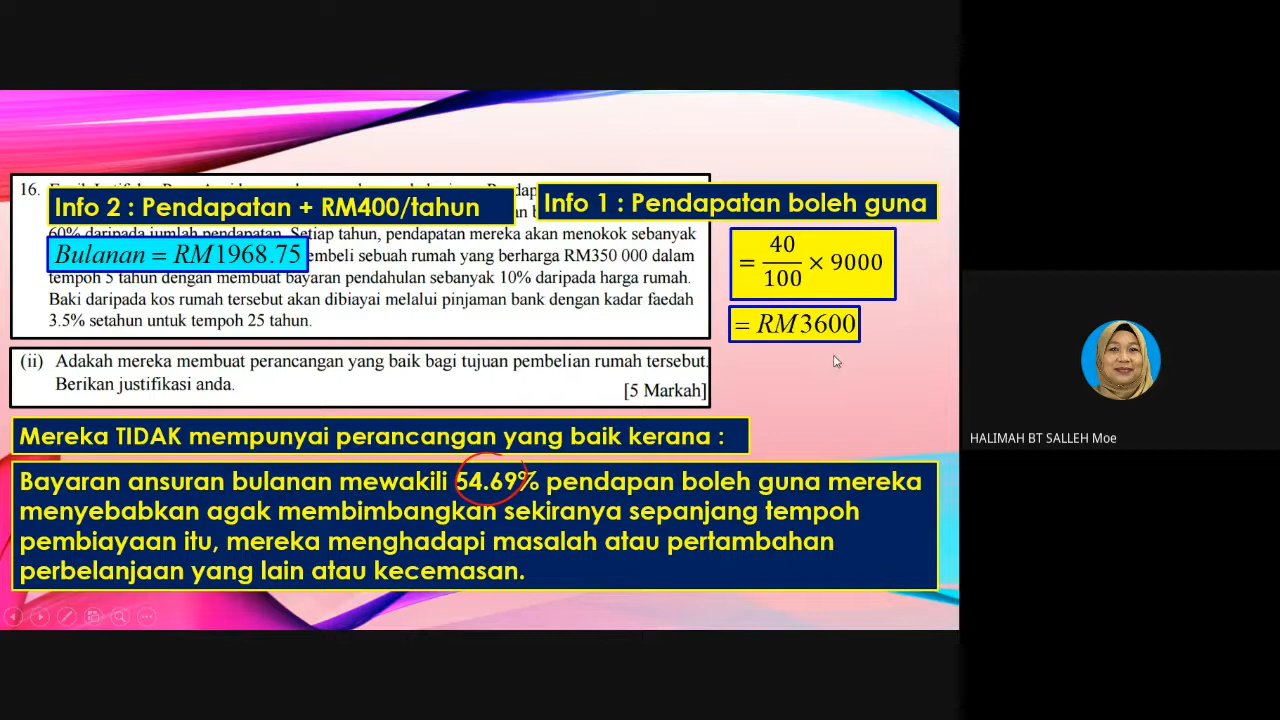 16.
Info 2 : Pendapatan + RM400/tahun
Info 1 : Pendapatan boleh guna
60% daripada jumlah pendapatan. Setiap tahun, pendapatan mereka akan menokok sebanyak
Bulanan = RM1968.75
embeli sebuah rumah yang berharga RM350 000 dalam
tempoh 5 tahun dengan membuat bayaran pendahulan sebanyak 10% daripada harga rumah.
Baki daripada kos rumah tersebut akan dibiayai melalui pinjaman bank dengan kadar faedah
3.5% setahun untuk tempoh 25 tahun.
= 40/100 × 9000
= RM3600
(ii) Adakah mereka membuat perancangan yang baik bagi tujuan pembelian rumah tersebut.
Berikan justifikasi anda.
[5 Markah]
Mereka TIDAK mempunyai perancangan yang baik kerana :
Bayaran ansuran bulanan mewakili 54.69% pendapan boleh guna mereka
menyebabkan agak membimbangkan sekiranya sepanjang tempoh
pembiayaan itu, mereka menghadapi masalah atau pertambahan
perbelanjaan yang lain atau kecemasan.
HALIMAH BT SALLEH Moe